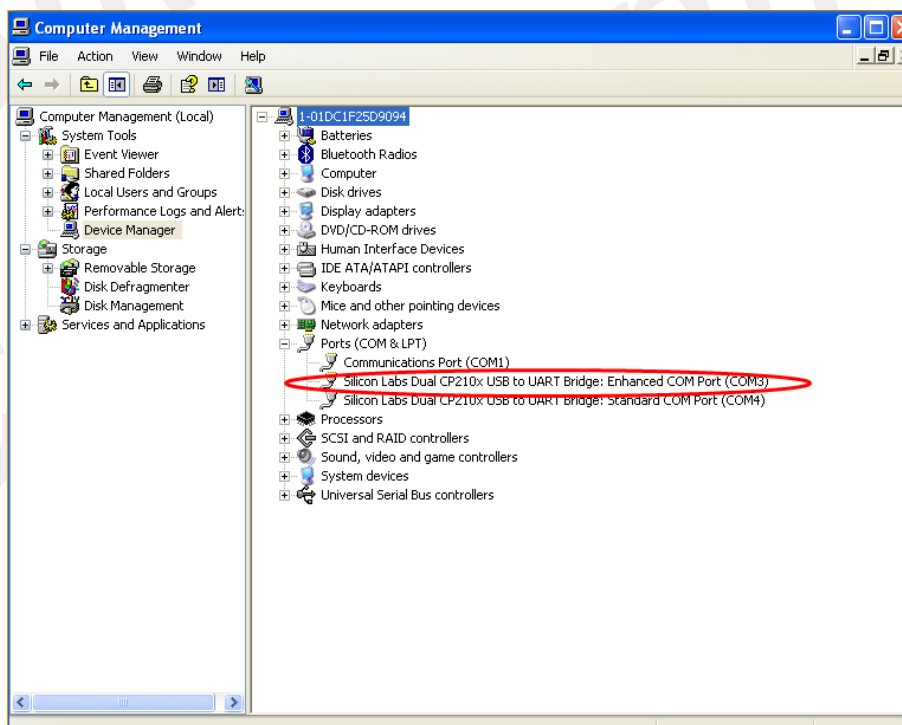 Computer Management
File Action View Window Help
Computer Management (Local)
System Tools
Event Viewer
Shared Folders
Local Users and Groups
Performance Logs and Alert
Device Manager
Storage
Removable Storage
Disk Defragmenter
Disk Management
Services and Applications
1-01DC1F25D9094
Batteries
Bluetooth Radios
Computer
Disk drives
Display adapters
DVD/CD-ROM drives
Human Interface Devices
IDE ATA/ATAPI controllers
Keyboards
Mice and other pointing devices
Network adapters
Ports (COM & LPT)
Communications Port (COM1)
Silicon Labs Dual CP210x USB to UART Bridge: Enhanced COM Port (COM3)
Silicon Labs Dual CP210x USB to UART Bridge: Standard COM Port (COM4)
Processors
SCSI and RAID controllers
Sound, video and game controllers
System devices
Universal Serial Bus controllers